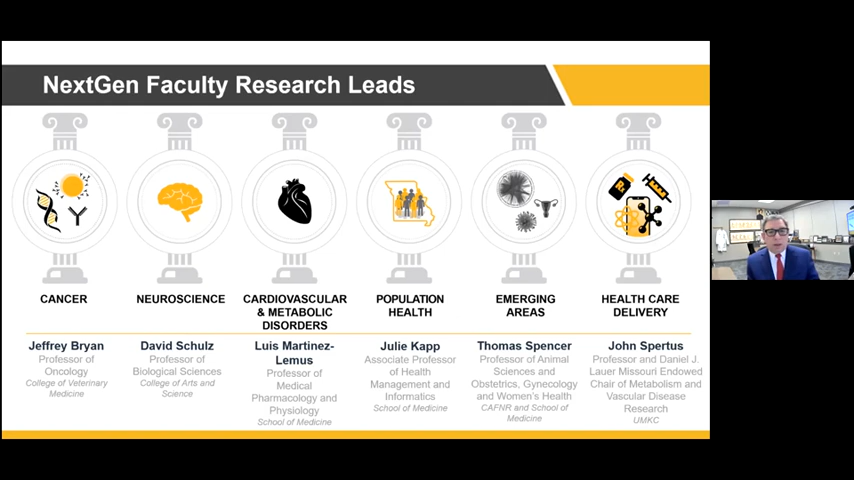 NextGen Faculty Research Leads
CANCER
NEUROSCIENCE
CARDIOVASCULAR
& METABOLIC
DISORDERS
POPULATION
HEALTH
EMERGING
AREAS
HEALTH CARE
DELIVERY
Jeffrey Bryan
Professor of
Oncology
College of Veterinary
Medicine
David Schulz
Professor of
Biological Sciences
College of Arts and
Science
Luis Martinez-
Lemus
Professor of
Medical
Pharmacology and
Physiology
School of Medicine
Julie Kapp
Associate Professor
of Health
Management and
Informatics
School of Medicine
Thomas Spencer
Professor of Animal
Sciences and
Obstetrics, Gynecology
and Women's Health
CAFNR and School of
Medicine
John Spertus
Professor and Daniel J.
Lauer Missouri Endowed
Chair of Metabolism and
Vascular Disease
Research
UMKC